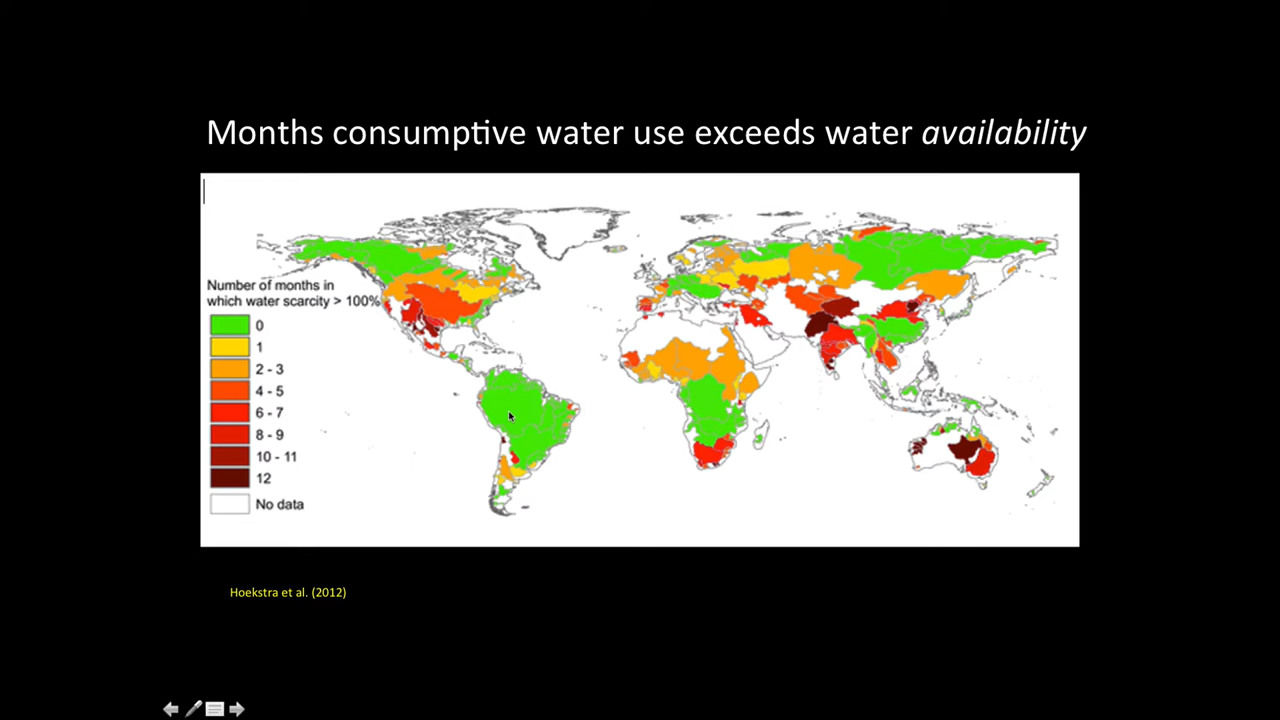 Months consumptive water use exceeds water availability
Number of months in
which water scarcity > 100%
0
1
2 - 3
4 - 5
6 - 7
8 - 9
10 - 11
12
No data
Hoekstra et al. (2012)